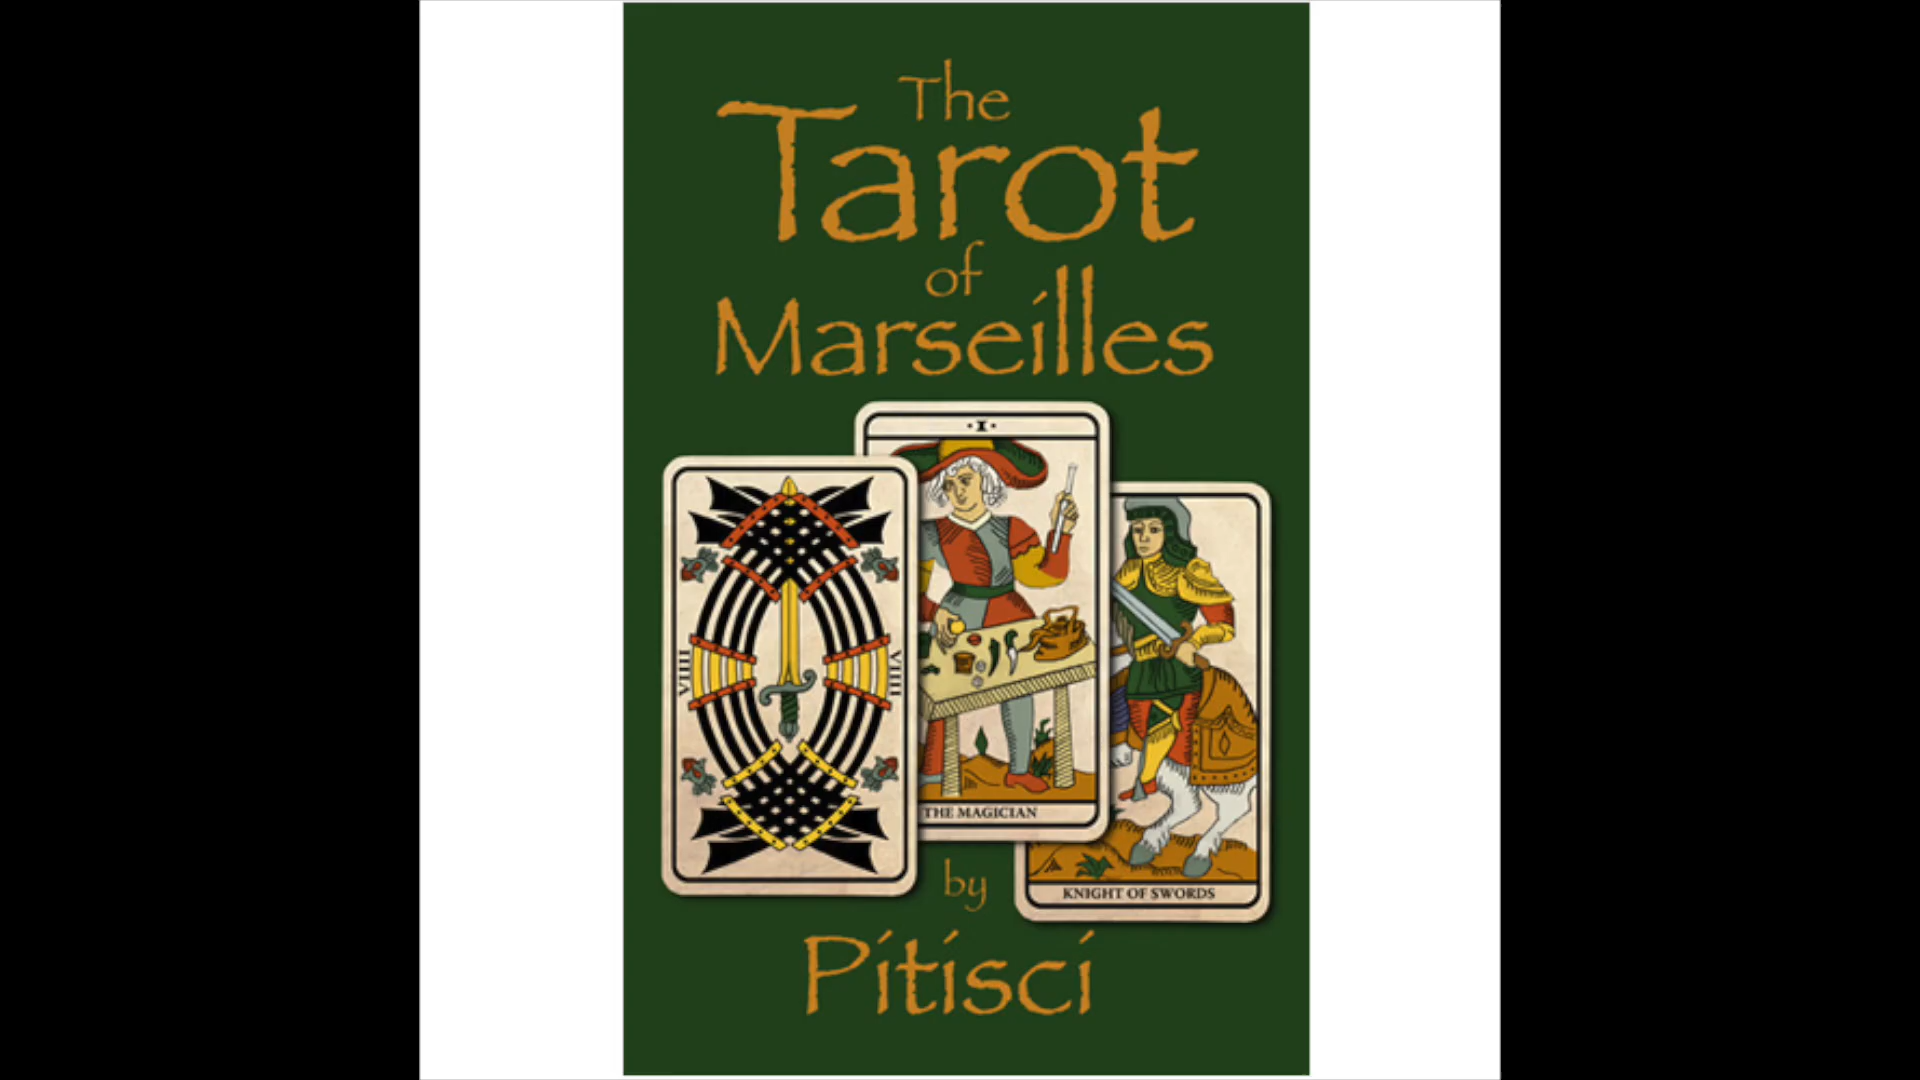 The
Tarot
of
Marseilles
I
VIIII
VIIII
THE MAGICIAN
KNIGHT OF SWORDS
by
Pitisci